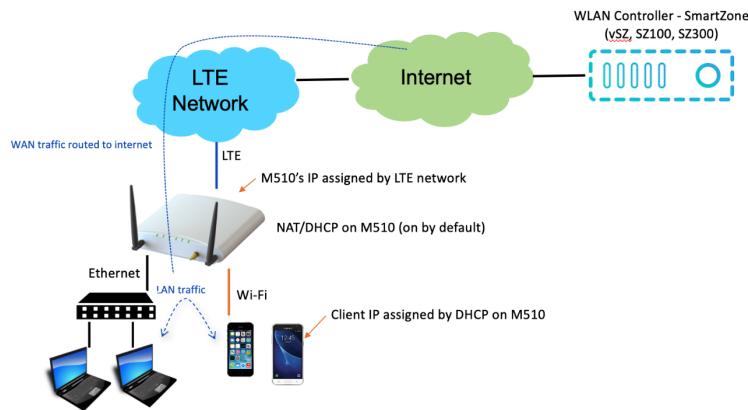 WLAN Controller - SmartZone
(vSZ, SZ100, SZ300)
LTE
Network
Internet
WAN traffic routed to internet
LTE
M510's IP assigned by LTE network
NAT/DHCP on M510 (on by default)
Ethernet
LAN traffic
Wi-Fi
Client IP assigned by DHCP on M510